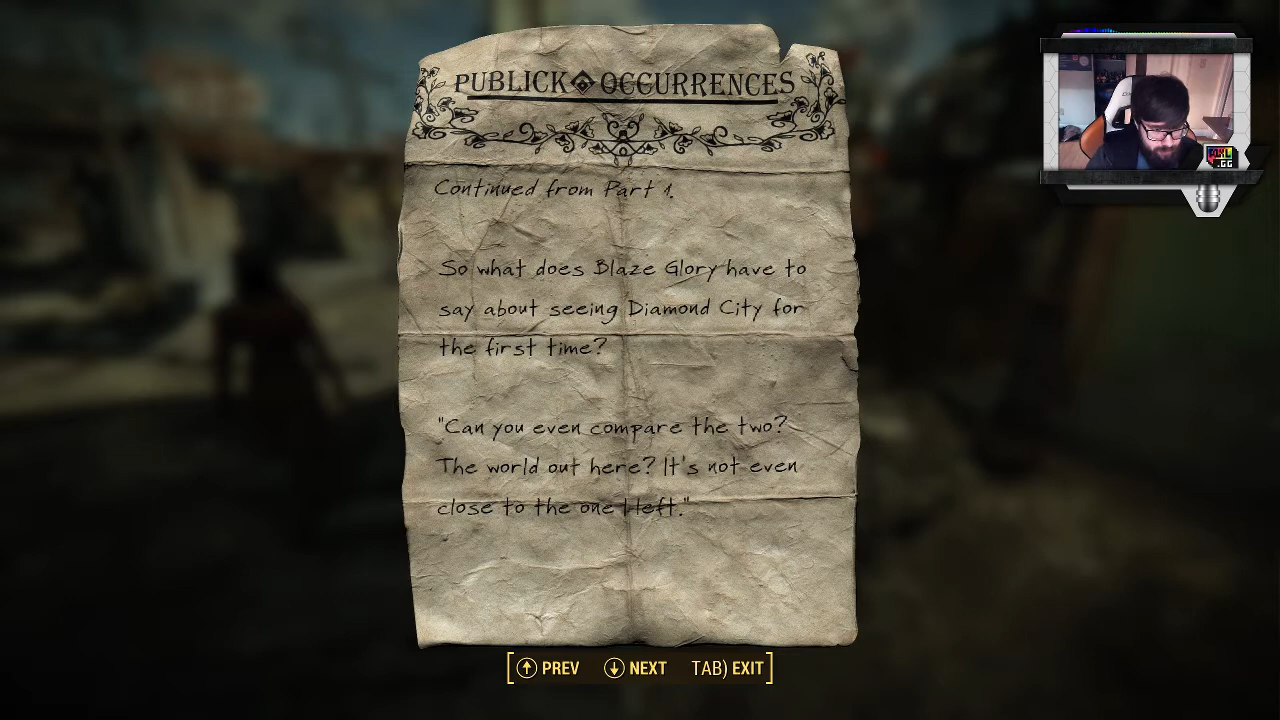 PUBLICK OCCURRENCES
Continued from Part 1.
So what does Blaze Glory have to
say about seeing Diamond City for
the first time?
"Can you even compare the two?
The world out here? It's not even
close to the one I left."
PREV NEXT TAB) EXIT
.GG